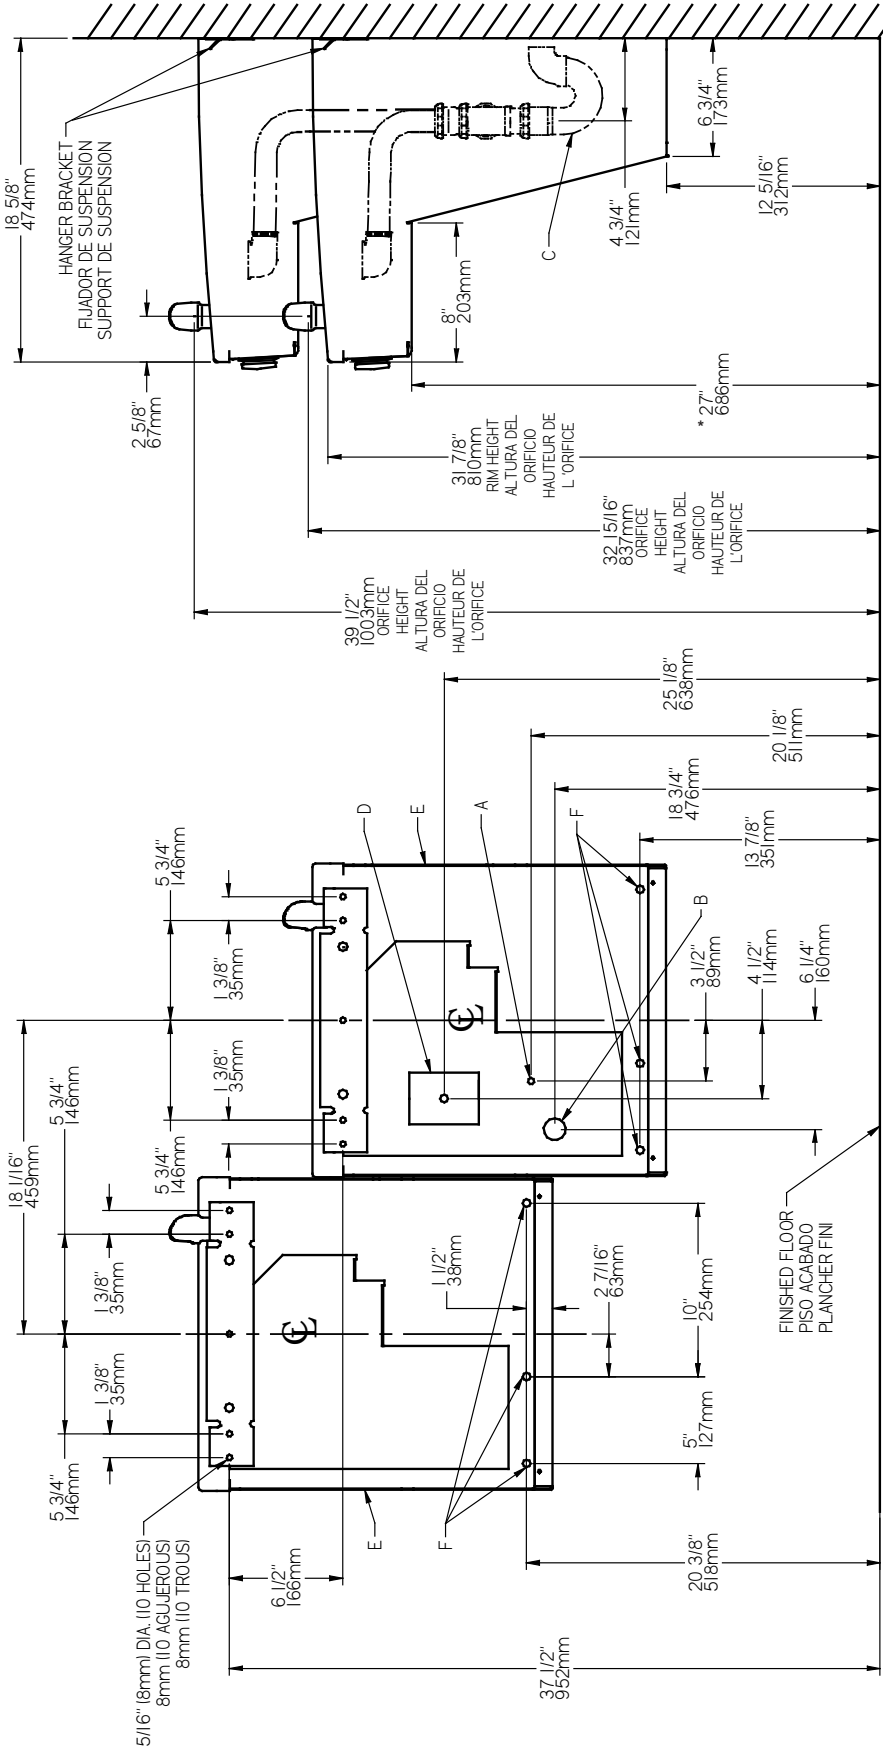 18 5/8"
474mm
HANGER BRACKET
FIJADOR DE SUSPENSION
SUPPORT DE SUSPENSION
2 5/8"
67mm
8"
203mm
C
4 3/4"
121mm
6 3/4"
173mm
12 5/16"
312mm
* 27"
686mm
31 7/8"
810mm
RIM HEIGHT
ALTURA DEL
ORIFICIO
HAUTEUR DE
L'ORIFICE
32 15/16"
837mm
ORIFICE
HEIGHT
ALTURA DEL
ORIFICIO
HAUTEUR DE
L'ORIFICE
39 1/2"
1003mm
ORIFICE
HEIGHT
ALTURA DEL
ORIFICIO
HAUTEUR DE
L'ORIFICE
25 1/8"
638mm
20 1/8"
511mm
18 3/4"
476mm
13 7/8"
351mm
5 3/4"
146mm
1 3/8"
35mm
1 3/8"
35mm
5 3/4"
146mm
D
E
A
F
B
CL
3 1/2"
89mm
4 1/2"
114mm
6 1/4"
160mm
18 1/16"
459mm
5 3/4"
146mm
1 3/8"
35mm
1 3/8"
35mm
5 3/4"
146mm
CL
1 1/2"
38mm
2 7/16"
63mm
10"
254mm
5"
127mm
FINISHED FLOOR
PISO ACABADO
PLANCHER FINI
5/16" (8mm) DIA. (10 HOLES)
8mm (10 AGUJEROUS)
8mm (10 TROUS)
E
F
6 1/2"
166mm
20 3/8"
518mm
37 1/2"
952mm